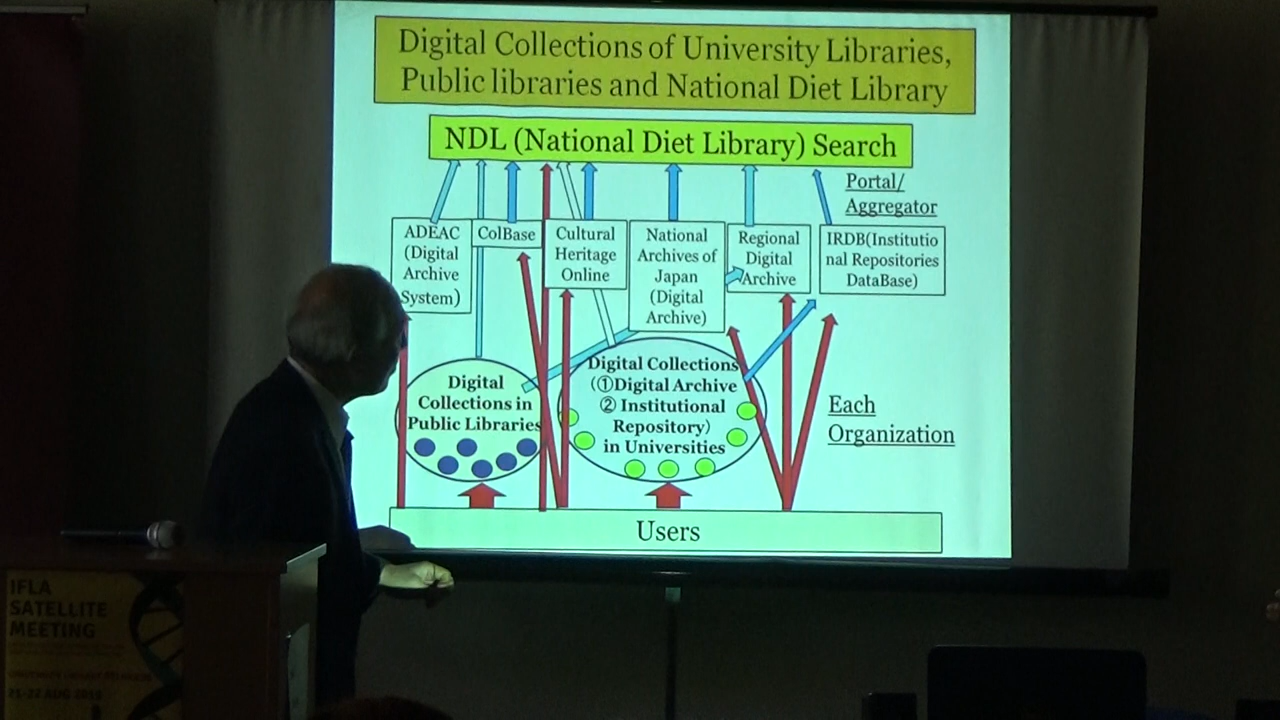 Digital Collections of University Libraries,
Public libraries and National Diet Library
NDL (National Diet Library) Search
Portal/
Aggregator
ADEAC
(Digital
Archive
System)
ColBase
Cultural
Heritage
Online
National
Archives of
Japan
(Digital
Archive)
Regional
Digital
Archive
IRDB(Institutio
nal Repositories
DataBase)
Digital
Collections in
Public Libraries
Digital Collections
(①Digital Archive
② Institutional
Repository)
in Universities
Each
Organization
Users
IFLA
SATELLITE
MEETING